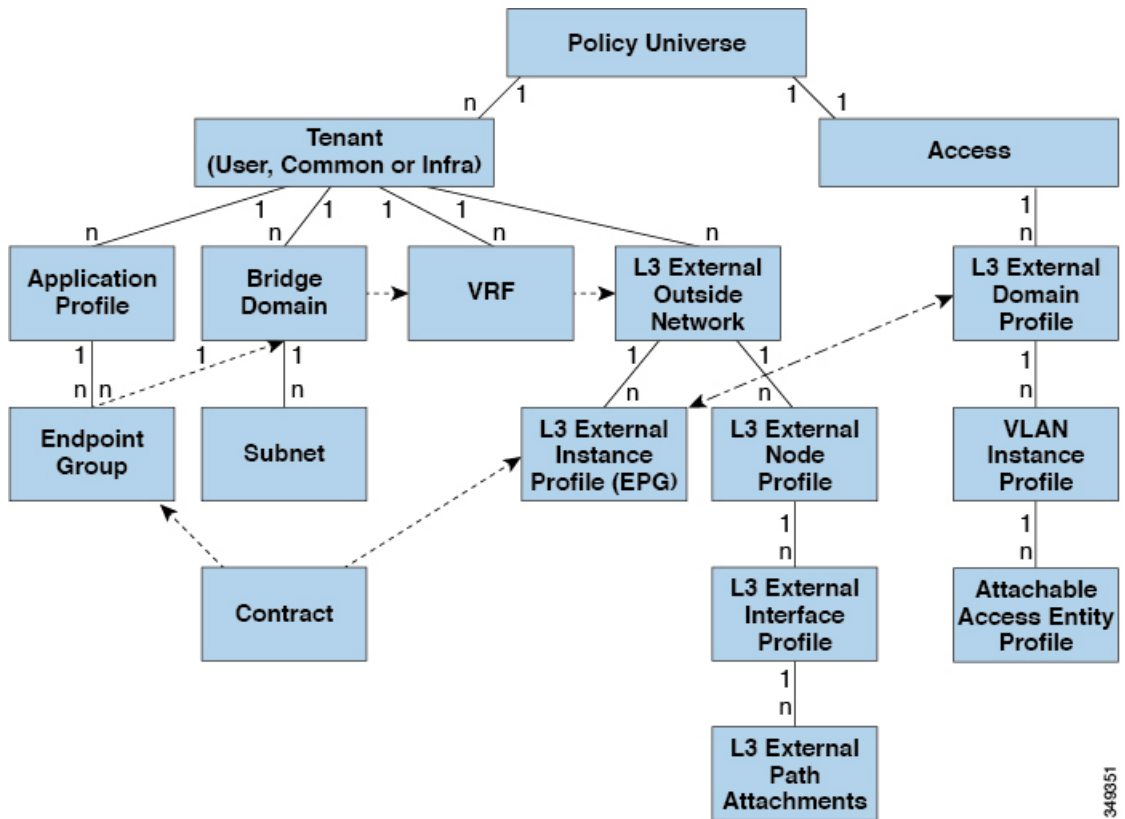 Policy Universe
n
1
1
1
Tenant
(User, Common or Infra)
Access
1
1
1
1
1
n
n
n
n
n
Application
Profile
Bridge
Domain
VRF
L3 External
Outside
Network
L3 External
Domain
Profile
1
1
1
1
1
1
n
n
n
n
n
n
Endpoint
Group
Subnet
L3 External
Instance
Profile (EPG)
L3 External
Node
Profile
VLAN
Instance
Profile
1
1
n
n
Contract
L3 External
Interface
Profile
Attachable
Access Entity
Profile
1
n
L3 External
Path
Attachments
349351